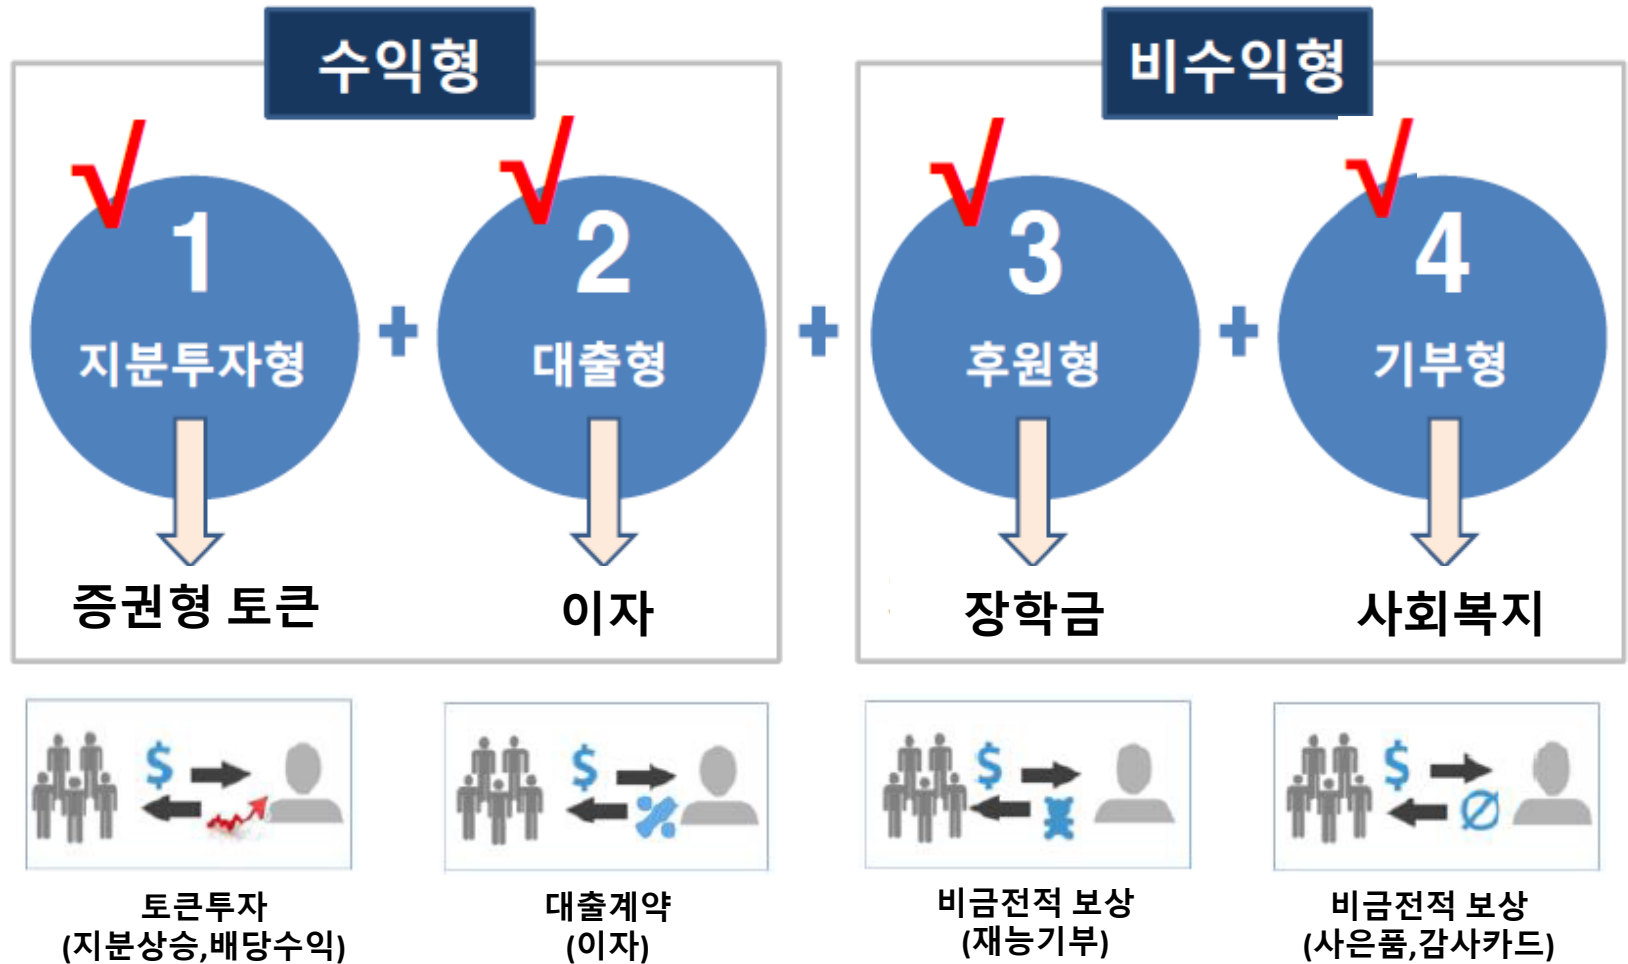 수익형
비수익형
√
√
√
√
1
2
3
4
지분투자형
+
대출형
+
후원형
+
기부형
증권형 토큰
이자
장학금
사회복지
$
$
%
$
$
토큰투자
(지분상승,배당수익)
대출계약
(이자)
비금전적 보상
(재능기부)
비금전적 보상
(사은품,감사카드)